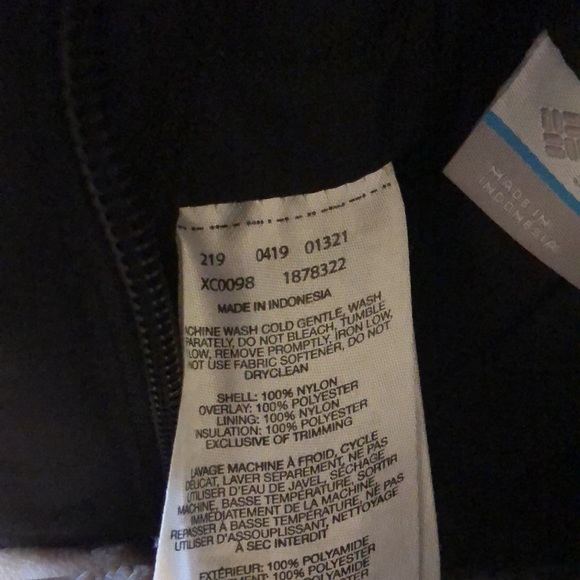 219 0419 01321
XC0098 1878322
MADE IN INDONESIA
CHINE WASH COLD GENTLE, WASH
PARATELY, DO NOT BLEACH, TUMBLE
LOW, REMOVE PROMPTLY, IRON LOW,
NOT USE FABRIC SOFTENER, DO NOT
DRYCLEAN
SHELL: 100% NYLON
OVERLAY: 100% POLYESTER
LINING: 100% NYLON
INSULATION: 100% POLYESTER
EXCLUSIVE OF TRIMMING
LAVAGE MACHINE À FROID, CYCLE
DÉLICAT, LAVER SÉPARÉMENT, NE PAS
UTILISER D'EAU DE JAVEL, SÉCHAGE
MACHINE, BASSE TEMPÉRATURE, SORTIR
IMMÉDIATEMENT DE LA MACHINE,
REPASSER À BASSE TEMPÉRATURE, NE PAS
UTILISER D'ASSOUPLISSANT, NETTOYAGE
À SEC INTERDIT
EXTÉRIEUR: 100% POLYAMIDE
100% POLYESTER
MADE IN
INDONESIA